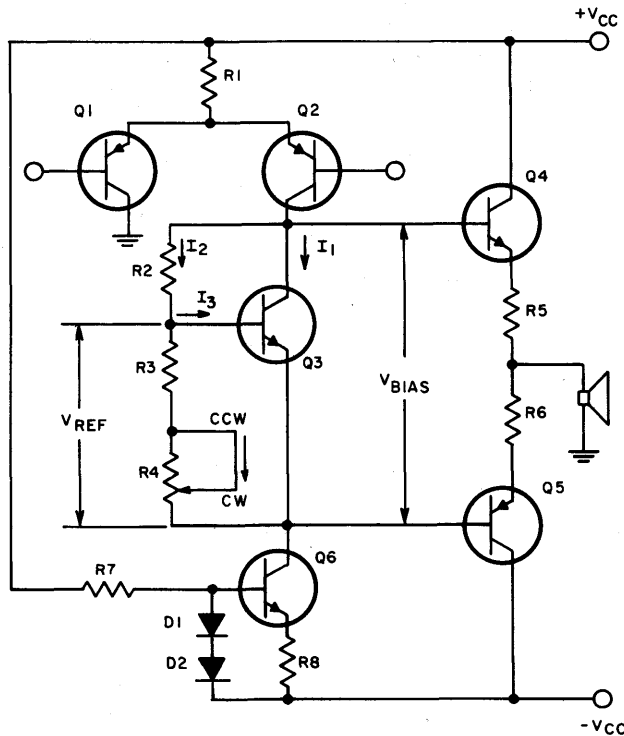 +VCC
R1
Q1
Q2
Q4
I2
I1
R2
I3
R5
Q3
R3
VBIAS
VREF
CCW
R6
R4
CW
Q5
Q6
R7
D1
D2
R8
-VCC